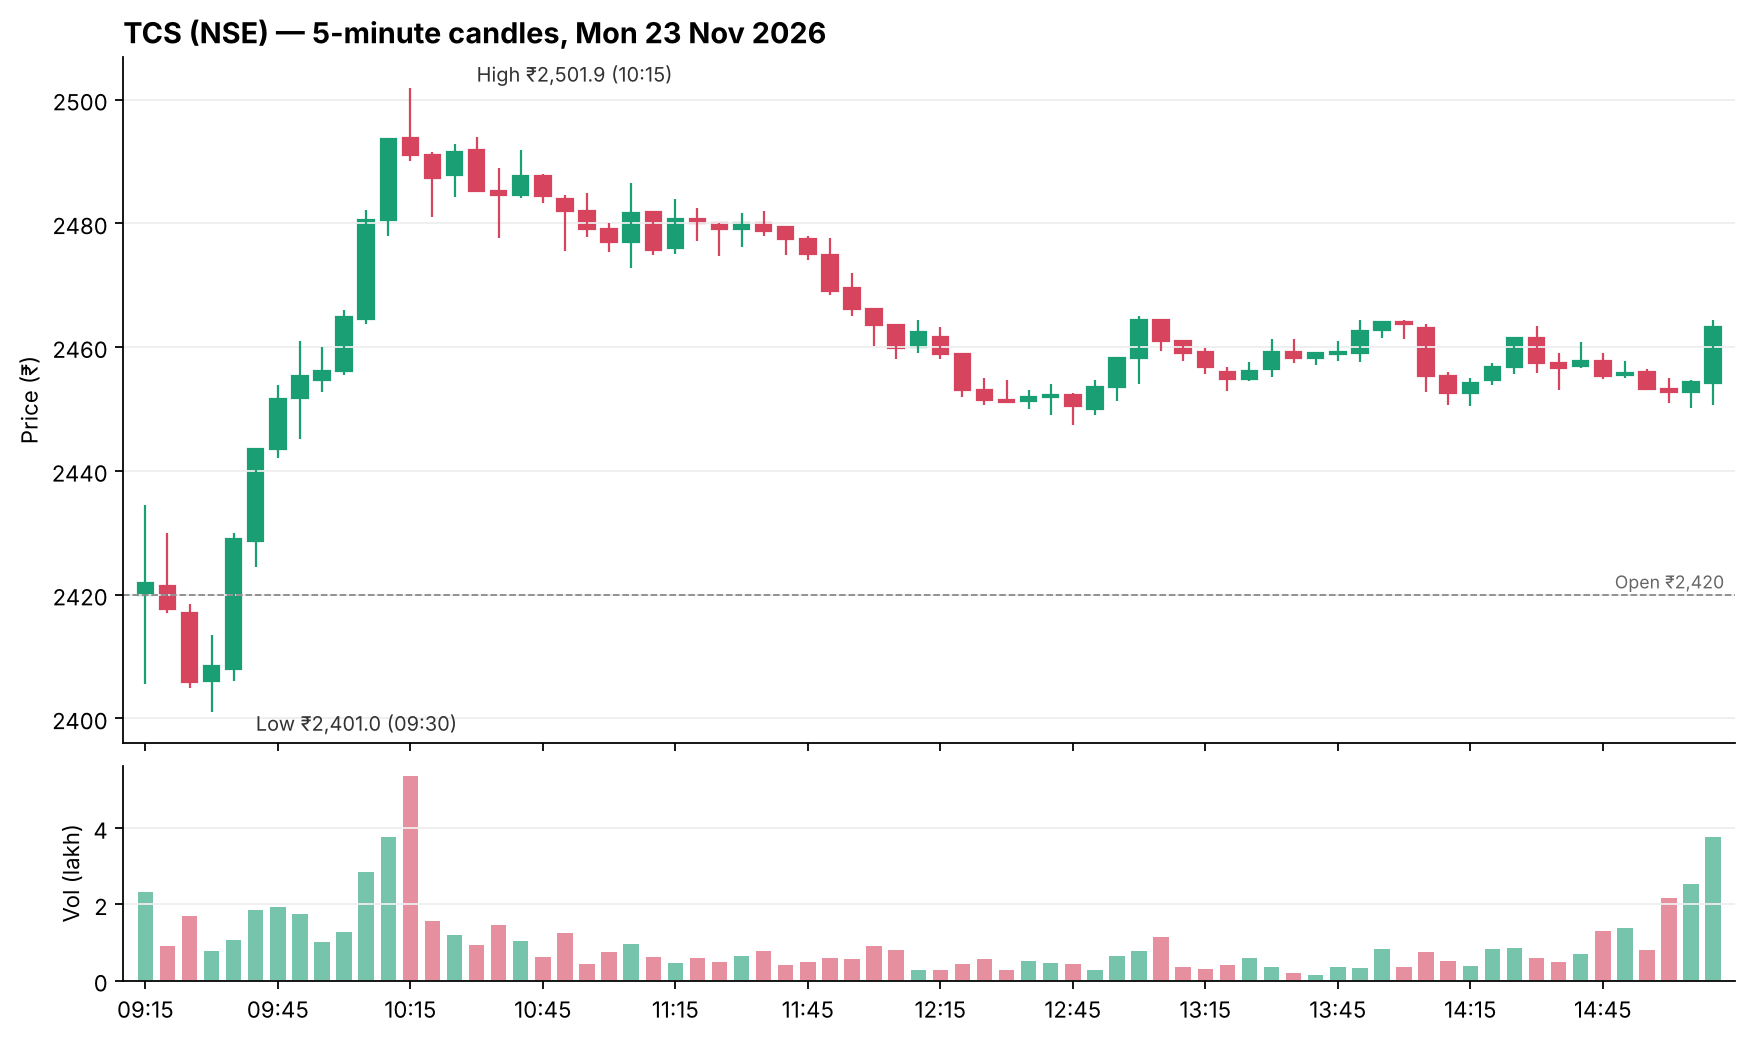 TCS (NSE) — 5-minute candles, Mon 23 Nov 2026
High ₹2,501.9 (10:15)
2500
2480
2460
Price (₹)
2440
Open ₹2,420
2420
2400
Low ₹2,401.0 (09:30)
Vol (lakh)
4
2
0
09:15 09:45 10:15 10:45 11:15 11:45 12:15 12:45 13:15 13:45 14:15 14:45